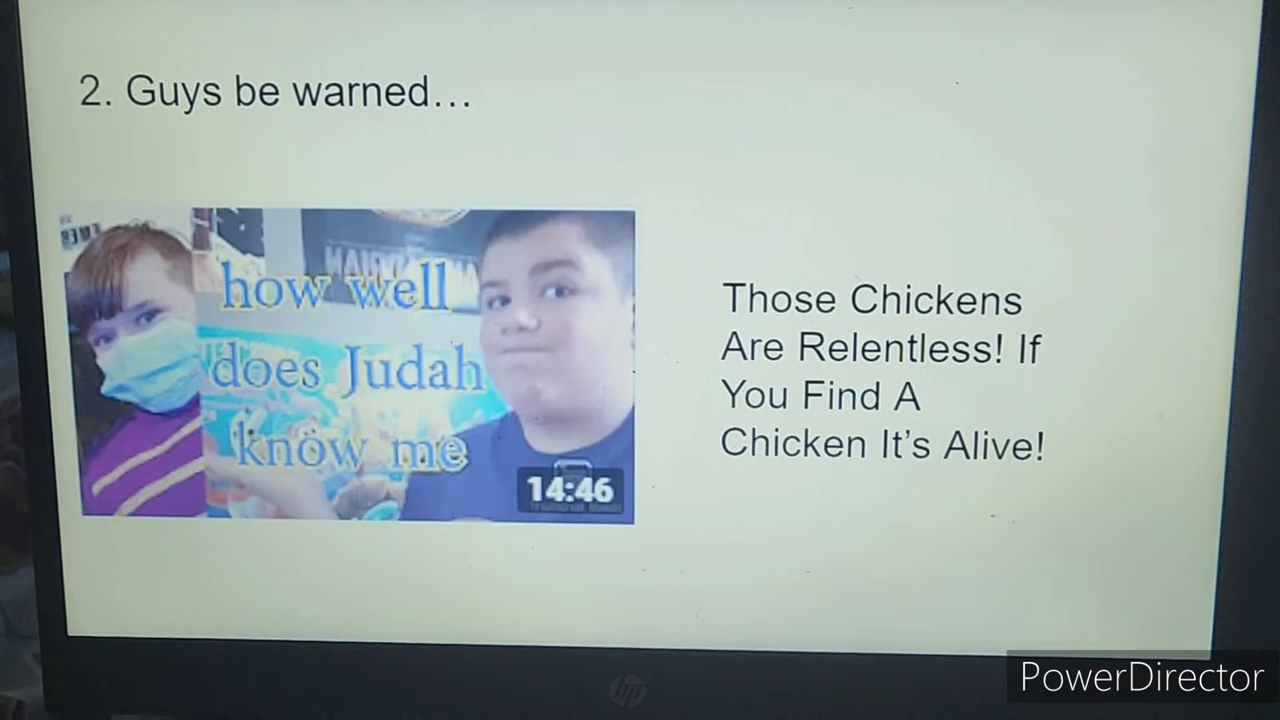 2. Guys be warned...
how well
does Judah
know me
14:46
Those Chickens
Are Relentless! If
You Find A
Chicken It's Alive!
hp
PowerDirector